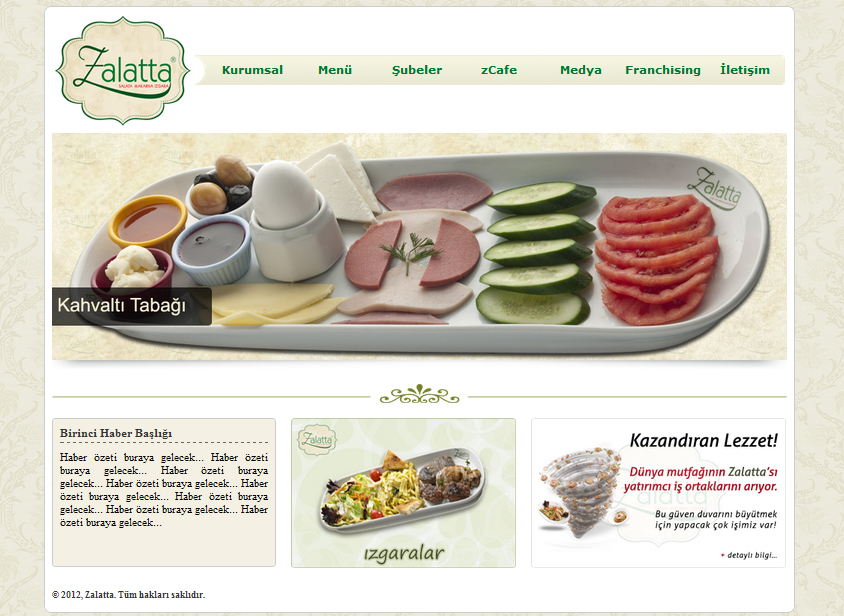 Zalatta®
SALATA MAKARNA IZGARA
Kurumsal Menü Şubeler zCafe Medya Franchising İletişim
Zalatta
Kahvaltı Tabağı
Birinci Haber Başlığı
Haber özeti buraya gelecek... Haber özeti
buraya gelecek... Haber özeti buraya
gelecek... Haber özeti buraya gelecek... Haber
özeti buraya gelecek... Haber özeti buraya
gelecek... Haber özeti buraya gelecek... Haber
özeti buraya gelecek...
Zalatta
ızgaralar
Kazandıran Lezzet!
Dünya mutfağının Zalatta'sı
yatırımcı iş ortaklarını arıyor.
Bu güven duvarını büyütmek
için yapacak çok işimiz var!
+ detaylı bilgi...
© 2012, Zalatta. Tüm hakları saklıdır.